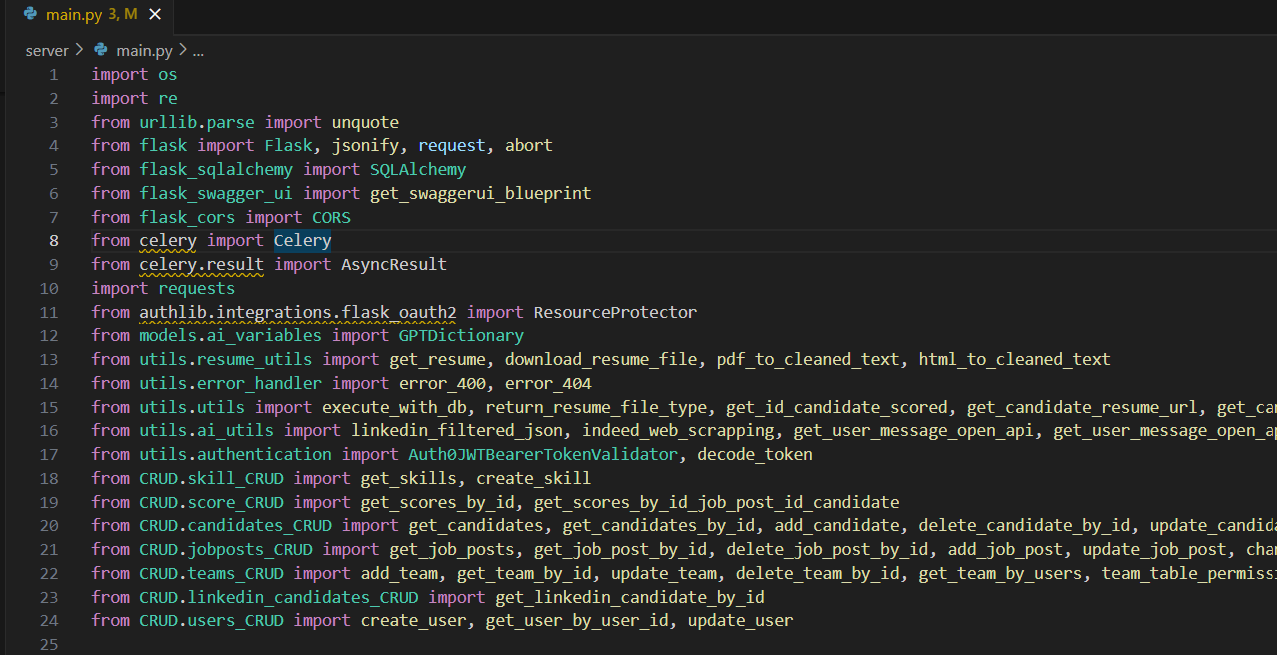 main.py 3, M ×
server > main.py > ...
1 import os
2 import re
3 from urllib.parse import unquote
4 from flask import Flask, jsonify, request, abort
5 from flask_sqlalchemy import SQLAlchemy
6 from flask_swagger_ui import get_swaggerui_blueprint
7 from flask_cors import CORS
8 from celery import Celery
9 from celery.result import AsyncResult
10 import requests
11 from authlib.integrations.flask_oauth2 import ResourceProtector
12 from models.ai_variables import GPTDictionary
13 from utils.resume_utils import get_resume, download_resume_file, pdf_to_cleaned_text, html_to_cleaned_text
14 from utils.error_handler import error_400, error_404
15 from utils.utils import execute_with_db, return_resume_file_type, get_id_candidate_scored, get_candidate_resume_url, get_ca
16 from utils.ai_utils import linkedin_filtered_json, indeed_web_scrapping, get_user_message_open_api, get_user_message_open_ap
17 from utils.authentication import Auth0JWTBearerTokenValidator, decode_token
18 from CRUD.skill_CRUD import get_skills, create_skill
19 from CRUD.score_CRUD import get_scores_by_id, get_scores_by_id_job_post_id_candidate
20 from CRUD.candidates_CRUD import get_candidates, get_candidates_by_id, add_candidate, delete_candidate_by_id, update_candida
21 from CRUD.jobposts_CRUD import get_job_posts, get_job_post_by_id, delete_job_post_by_id, add_job_post, update_job_post, cha
22 from CRUD.teams_CRUD import add_team, get_team_by_id, update_team, delete_team_by_id, get_team_by_users, team_table_permissi
23 from CRUD.linkedin_candidates_CRUD import get_linkedin_candidate_by_id
24 from CRUD.users_CRUD import create_user, get_user_by_user_id, update_user
25